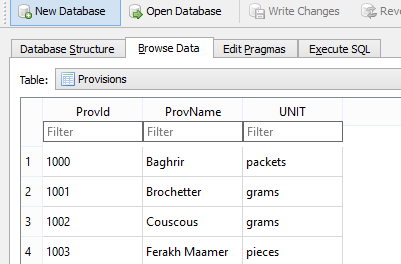 New Database Open Database Write Changes
Database Structure Browse Data Edit Pragmas Execute SQL
Table: Provisions
ProvId ProvName UNIT
Filter Filter Filter
1 1000 Baghrir packets
2 1001 Brochetter grams
3 1002 Couscous grams
4 1003 Ferakh Maamer pieces